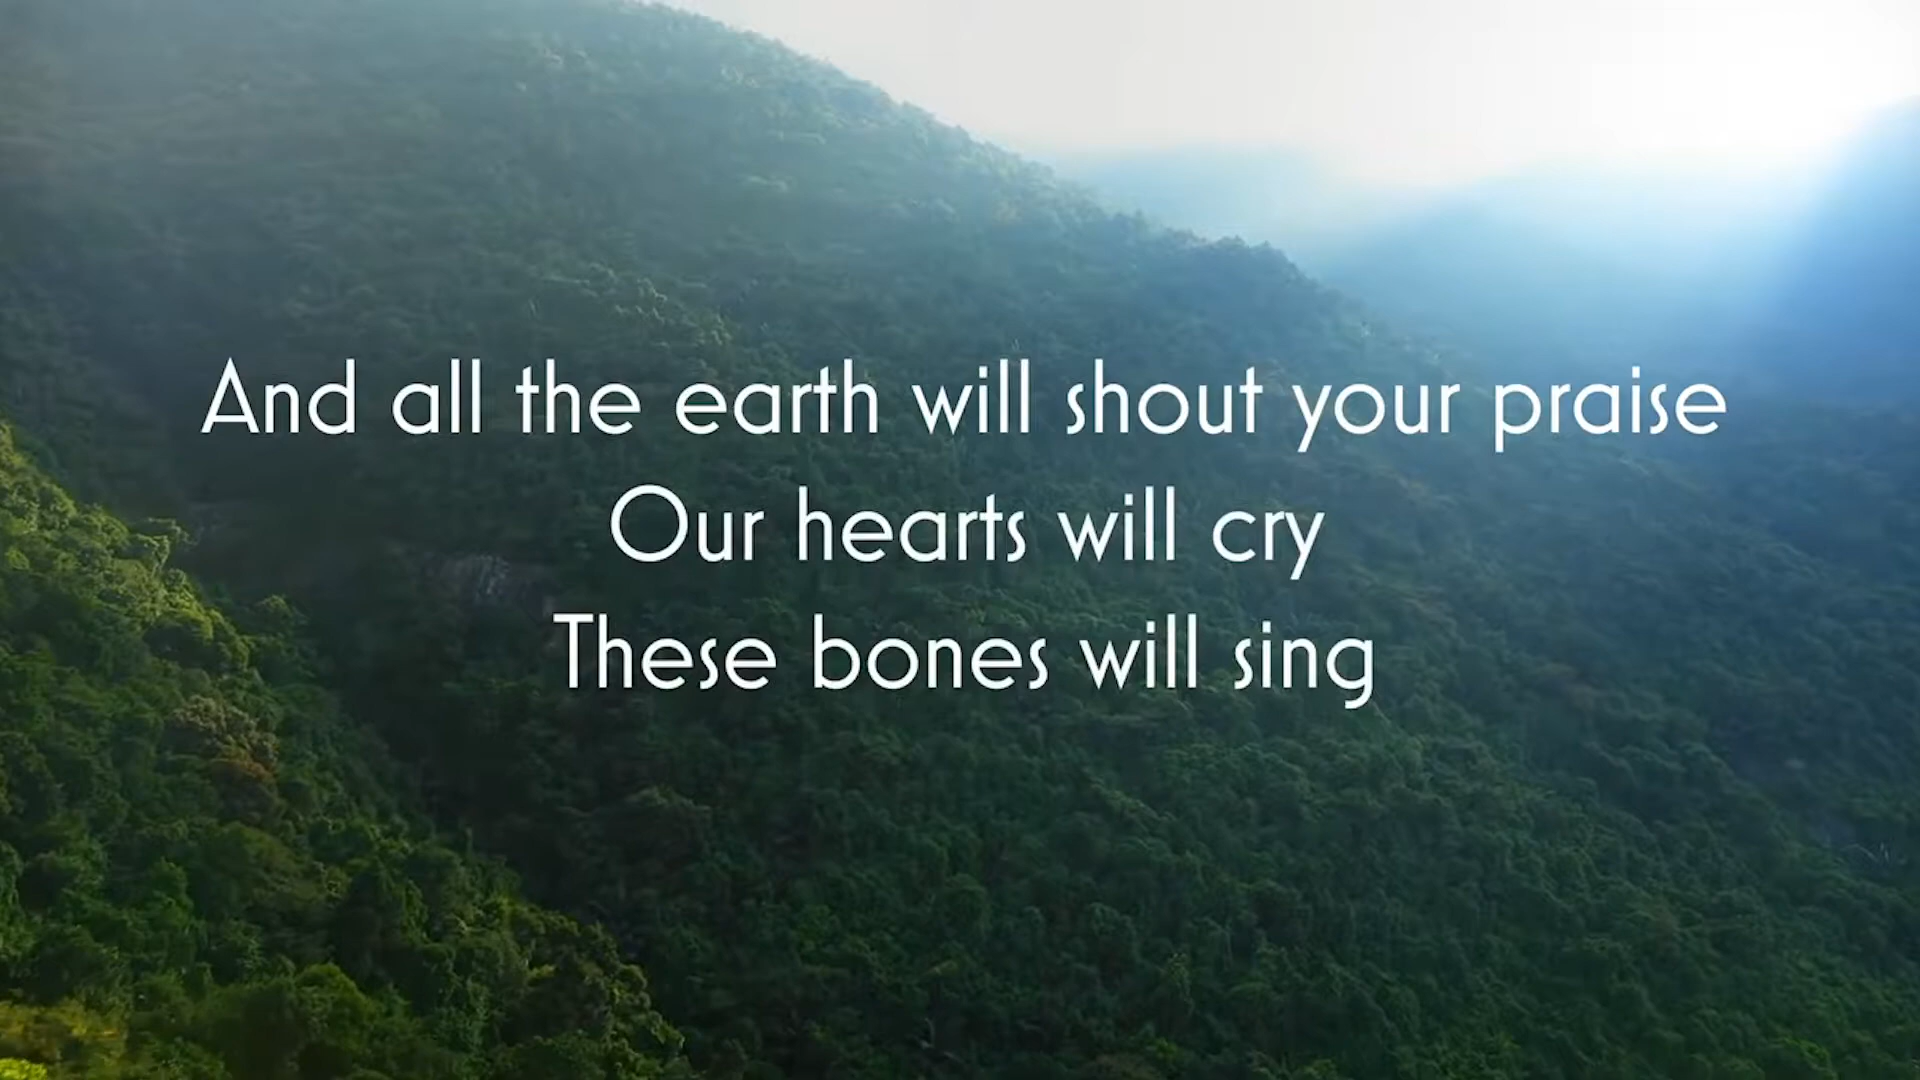 And all the earth will shout your praise
Our hearts will cry
These bones will sing